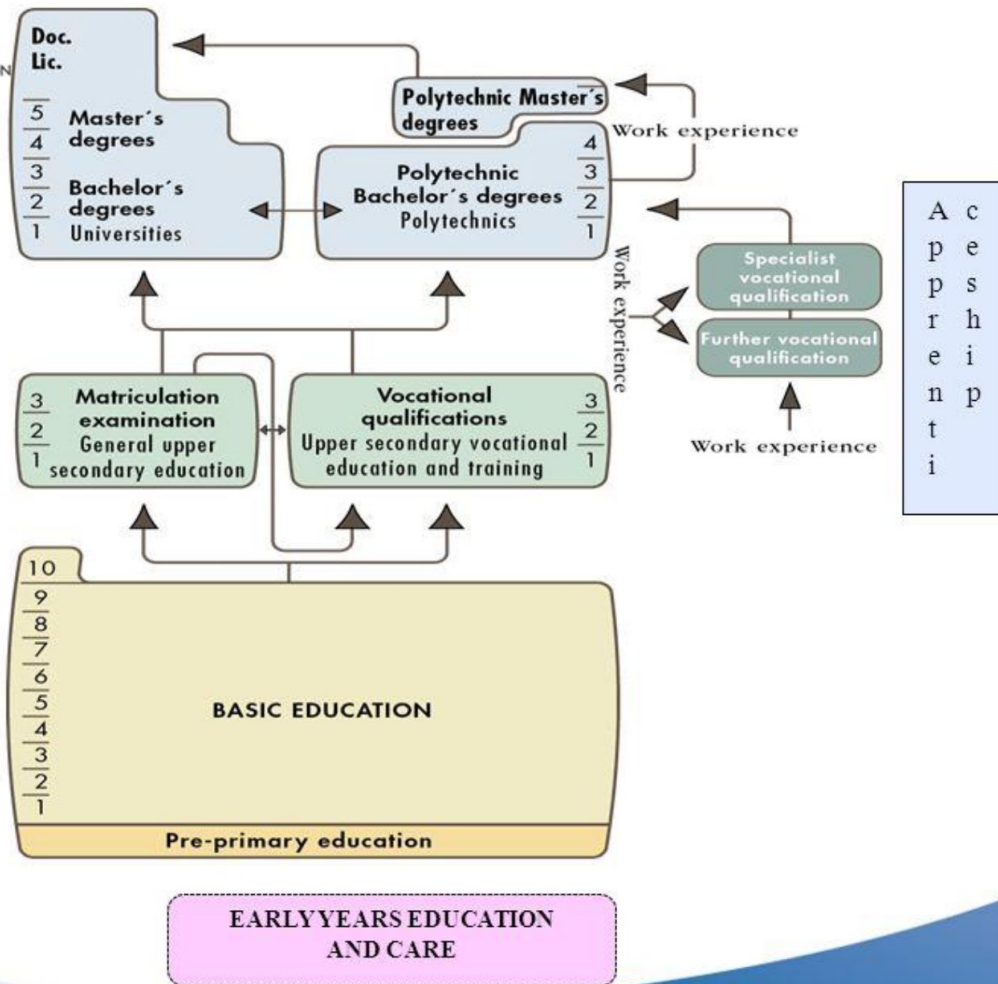 N
Doc.
Lic.
5
4
3
2
1
Master´s
degrees
Bachelor´s
degrees
Universities
Polytechnic Master´s
degrees
Work experience
Polytechnic
Bachelor´s degrees
Polytechnics
4
3
2
1
Work experience
Specialist
vocational
qualification
Further vocational
qualification
Work experience
A c
p e
p s
r h
e i
n p
t
i
3
2
1
Matriculation
examination
General upper
secondary education
Vocational
qualifications
Upper secondary vocational
education and training
3
2
1
10
9
8
7
6
5
4
3
2
1
BASIC EDUCATION
Pre-primary education
EARLY YEARS EDUCATION
AND CARE